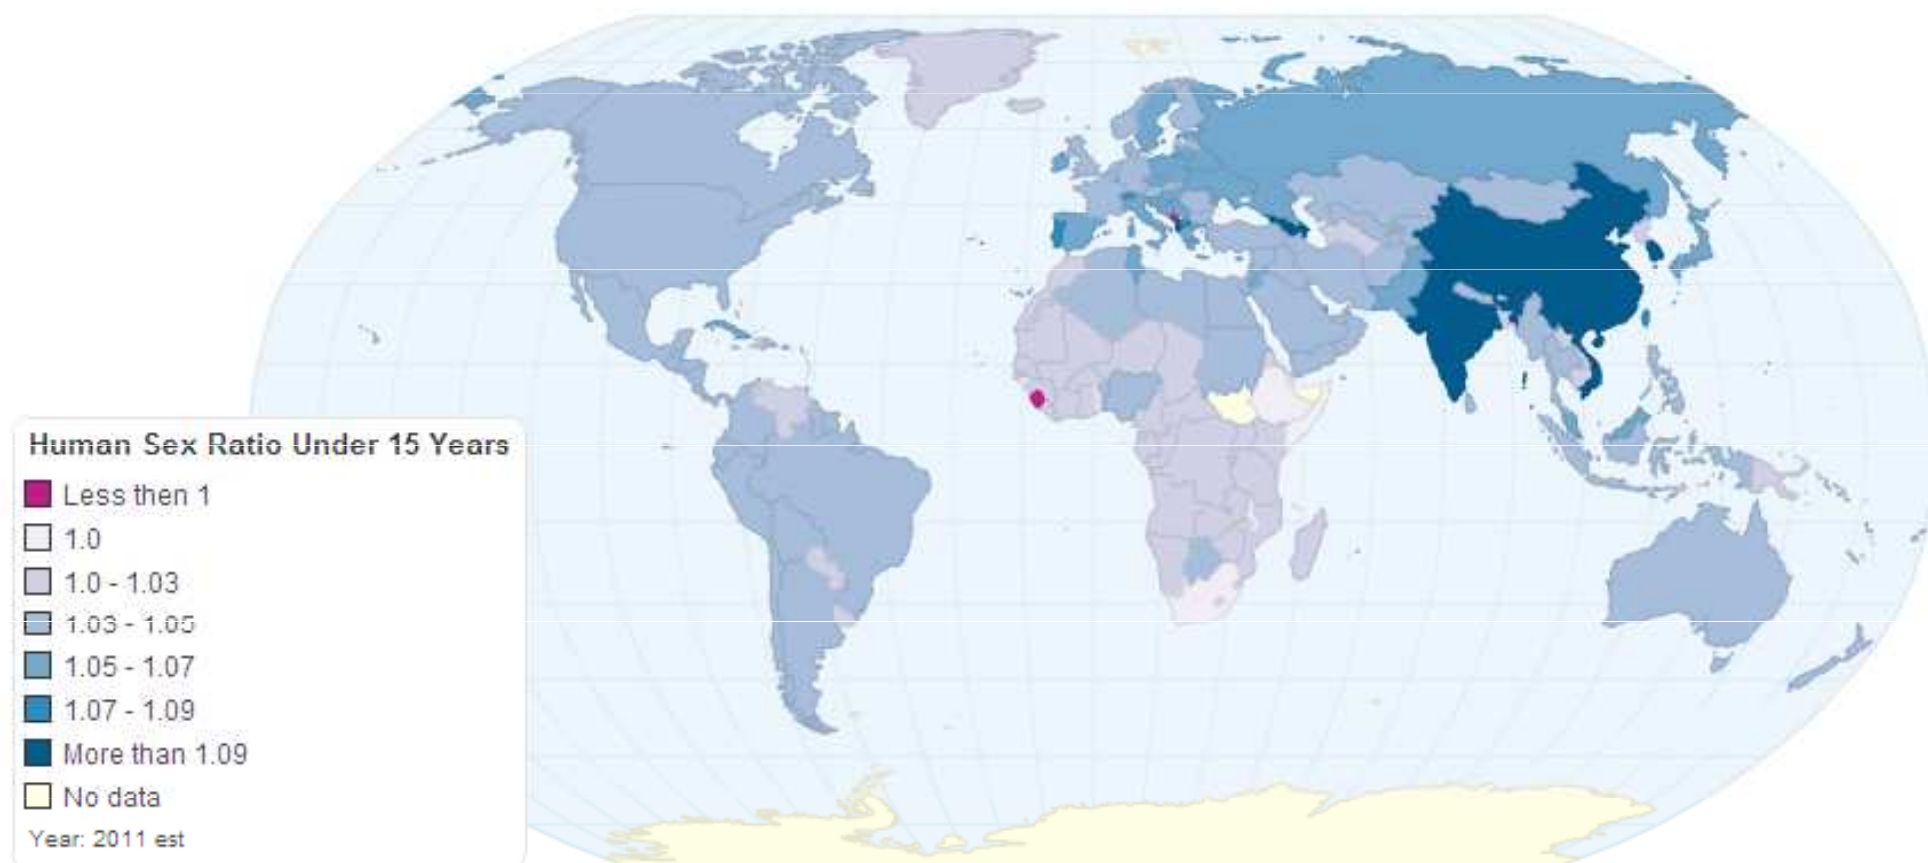 Human Sex Ratio Under 15 Years
Less then 1
1.0
1.0 - 1.03
1.03 - 1.05
1.05 - 1.07
1.07 - 1.09
More than 1.09
No data
Year: 2011 est